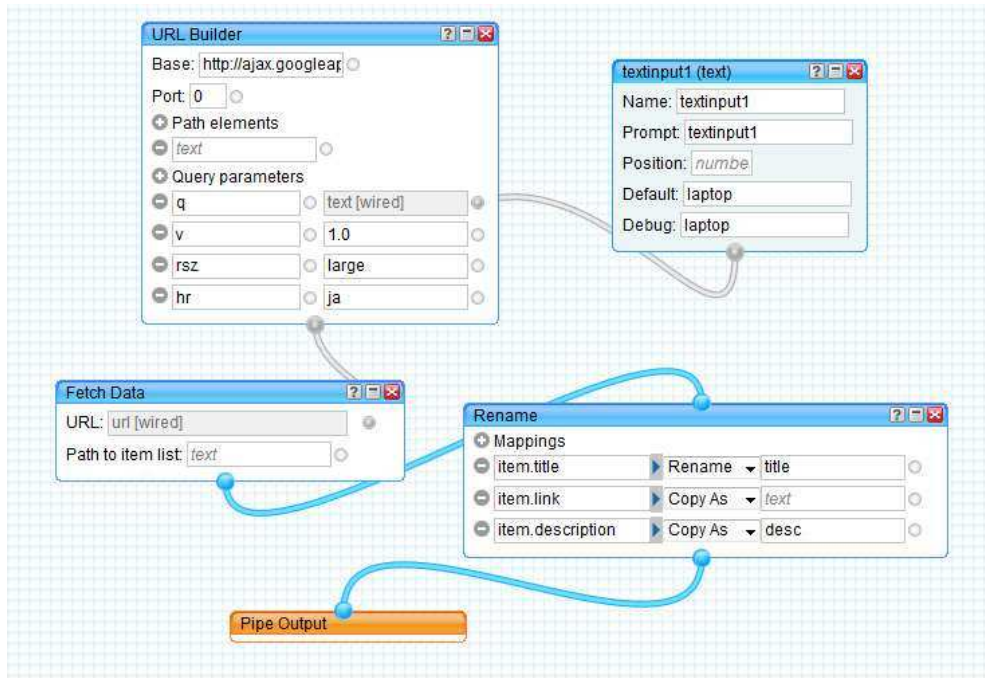 URL Builder
Base: http://ajax.googleap
Port: 0
Path elements
text
Query parameters
q text [wired]
v 1.0
rsz large
hr ja
textinput1 (text)
Name: textinput1
Prompt: textinput1
Position: numbe
Default: laptop
Debug: laptop
Fetch Data
URL: url [wired]
Path to item list: text
Rename
Mappings
item.title Rename title
item.link Copy As text
item.description Copy As desc
Pipe Output